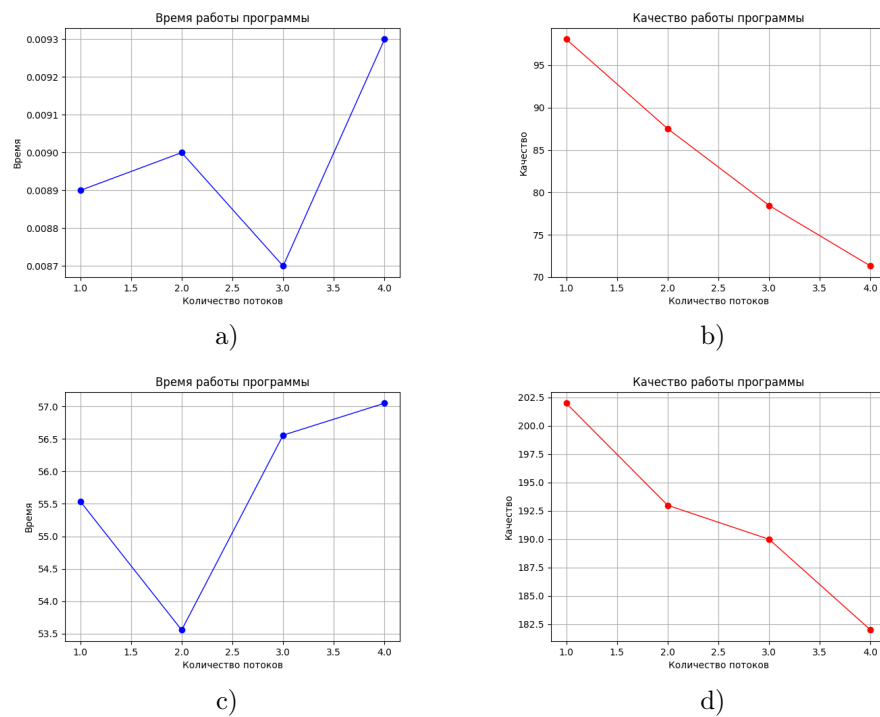 Время работы программы
0.0093
0.0092
0.0091
0.0090
0.0089
0.0088
0.0087
Время
1.0 1.5 2.0 2.5 3.0 3.5 4.0
Количество потоков
a)
Качество работы программы
95
90
85
80
75
70
Качество
1.0 1.5 2.0 2.5 3.0 3.5 4.0
Количество потоков
b)
Время работы программы
57.0
56.5
56.0
55.5
55.0
54.5
54.0
53.5
Время
1.0 1.5 2.0 2.5 3.0 3.5 4.0
Количество потоков
c)
Качество работы программы
202.5
200.0
197.5
195.0
192.5
190.0
187.5
185.0
182.5
Качество
1.0 1.5 2.0 2.5 3.0 3.5 4.0
Количество потоков
d)